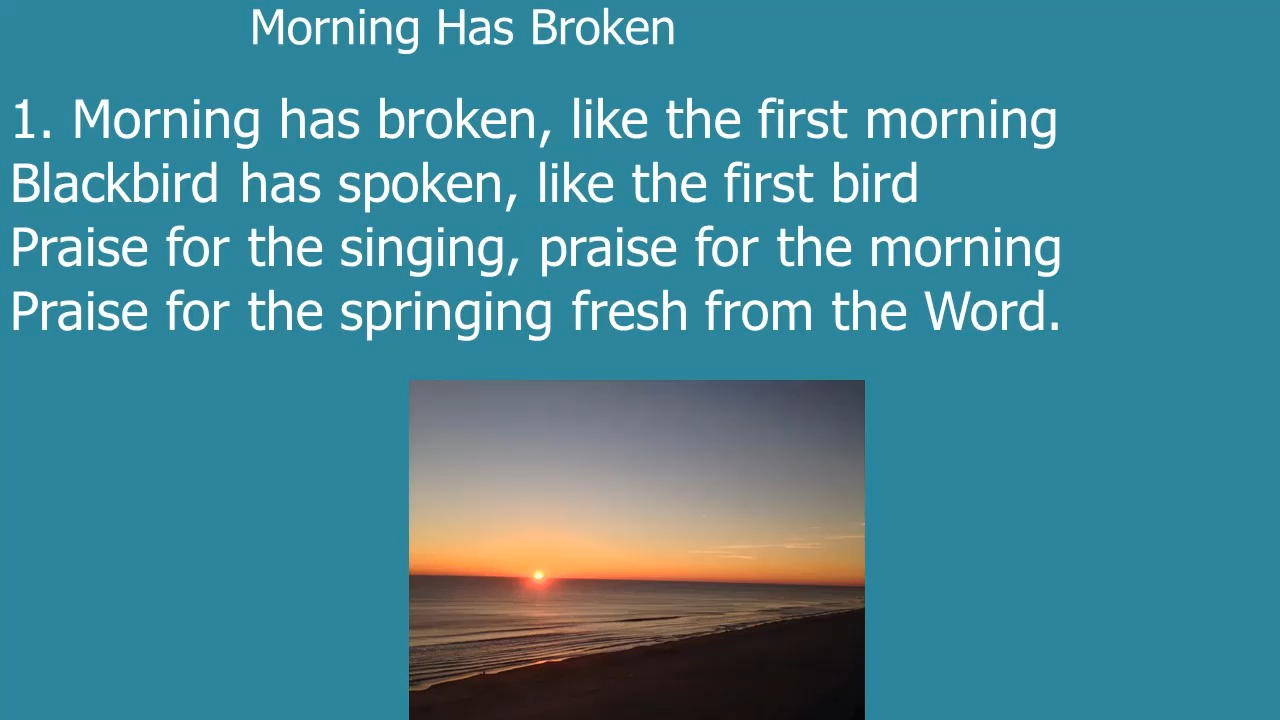 Morning Has Broken
1. Morning has broken, like the first morning
Blackbird has spoken, like the first bird
Praise for the singing, praise for the morning
Praise for the springing fresh from the Word.